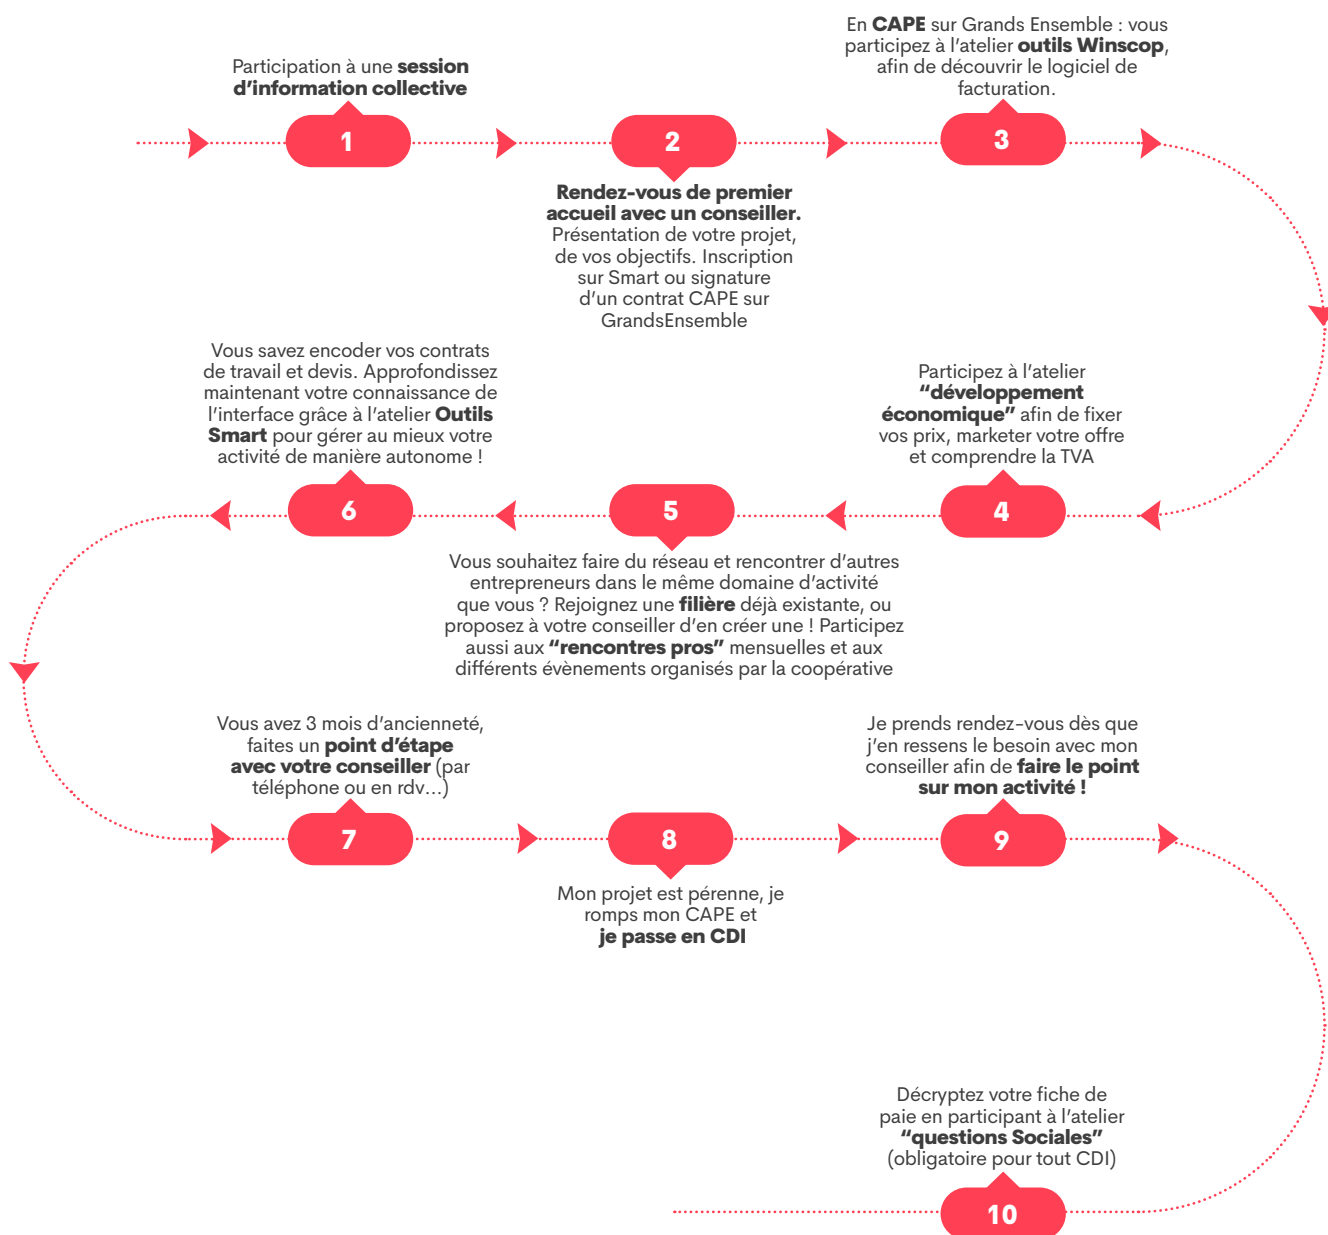 Participation à une session
d’information collective
1
2
Rendez-vous de premier
accueil avec un conseiller.
Présentation de votre projet,
de vos objectifs. Inscription
sur Smart ou signature
d’un contrat CAPE sur
GrandsEnsemble
En CAPE sur Grands Ensemble : vous
participez à l’atelier outils Winscop,
afin de découvrir le logiciel de
facturation.
3
Participez à l’atelier
“développement
économique” afin de fixer
vos prix, marketer votre offre
et comprendre la TVA
4
5
Vous souhaitez faire du réseau et rencontrer d’autres
entrepreneurs dans le même domaine d’activité
que vous ? Rejoignez une filière déjà existante, ou
proposez à votre conseiller d’en créer une ! Participez
aussi aux “rencontres pros” mensuelles et aux
différents évènements organisés par la coopérative
Vous savez encoder vos contrats
de travail et devis. Approfondissez
maintenant votre connaissance de
l’interface grâce à l’atelier Outils
Smart pour gérer au mieux votre
activité de manière autonome !
6
Vous avez 3 mois d’ancienneté,
faites un point d’étape
avec votre conseiller (par
téléphone ou en rdv...)
7
8
Mon projet est pérenne, je
romps mon CAPE et
je passe en CDI
Je prends rendez-vous dès que
j’en ressens le besoin avec mon
conseiller afin de faire le point
sur mon activité !
9
Décryptez votre fiche de
paie en participant à l’atelier
“questions Sociales”
(obligatoire pour tout CDI)
10